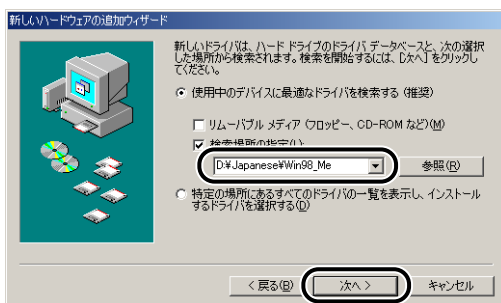 新しいハードウェアの追加ウィザード
新しいドライバは、ハード ドライブのドライバ データベースと、次の選択
した場所から検索されます。検索を開始するには、[次へ] をクリックし
てください。
使用中のデバイスに最適なドライバを検索する (推奨)
リムーバブル メディア (フロッピー、CD-ROM など)(M)
検索場所の指定(L):
D:¥Japanese¥Win98_Me
参照(R)
特定の場所にあるすべてのドライバの一覧を表示し、インストール
するドライバを選択する(D)
< 戻る(B)
次へ >
キャンセル